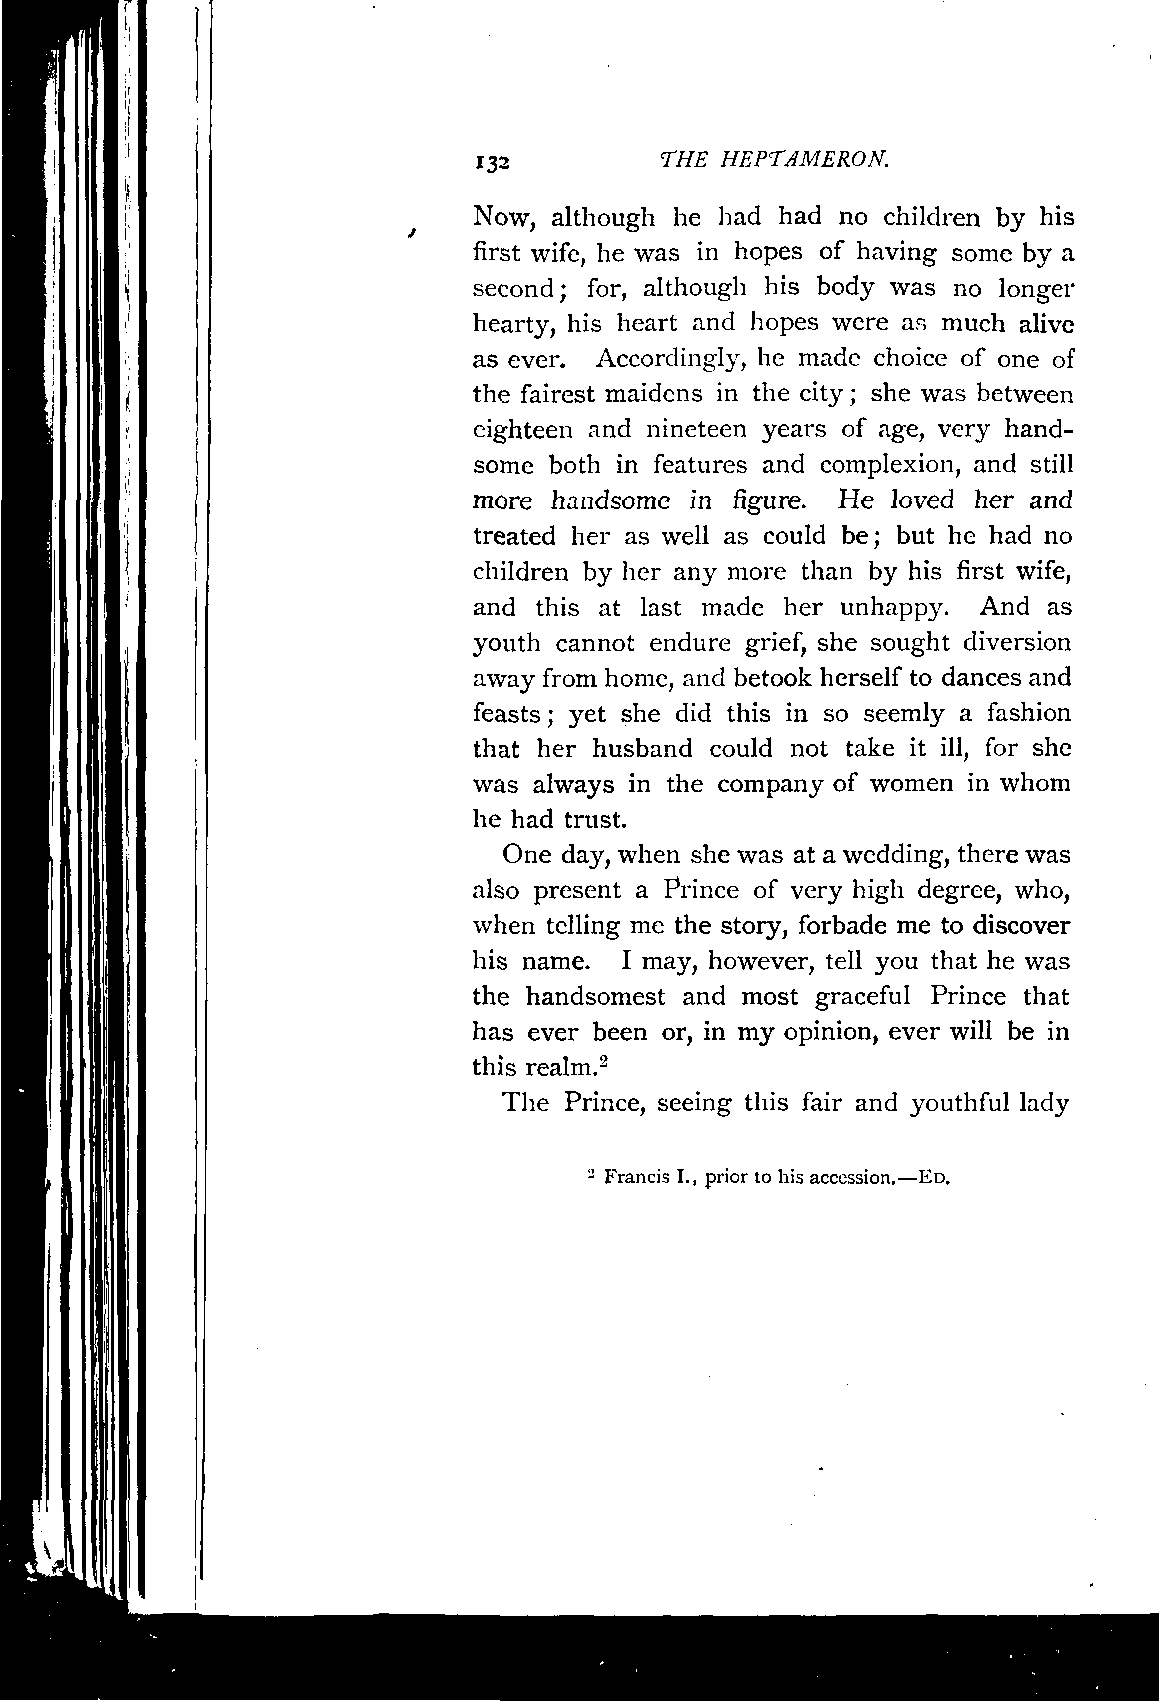 132 THE HEPTAMERON.
Now, although he had had no children by his
first wife, he was in hopes of having some by a
second; for, although his body was no longer
hearty, his heart and hopes were as much alive
as ever. Accordingly, he made choice of one of
the fairest maidens in the city; she was between
eighteen and nineteen years of age, very hand-
some both in features and complexion, and still
more handsome in figure. He loved her and
treated her as well as could be; but he had no
children by her any more than by his first wife,
and this at last made her unhappy. And as
youth cannot endure grief, she sought diversion
away from home, and betook herself to dances and
feasts; yet she did this in so seemly a fashion
that her husband could not take it ill, for she
was always in the company of women in whom
he had trust.
One day, when she was at a wedding, there was
also present a Prince of very high degree, who,
when telling me the story, forbade me to discover
his name. I may, however, tell you that he was
the handsomest and most graceful Prince that
has ever been or, in my opinion, ever will be in
this realm.²
The Prince, seeing this fair and youthful lady
² Francis I., prior to his accession.—ED.